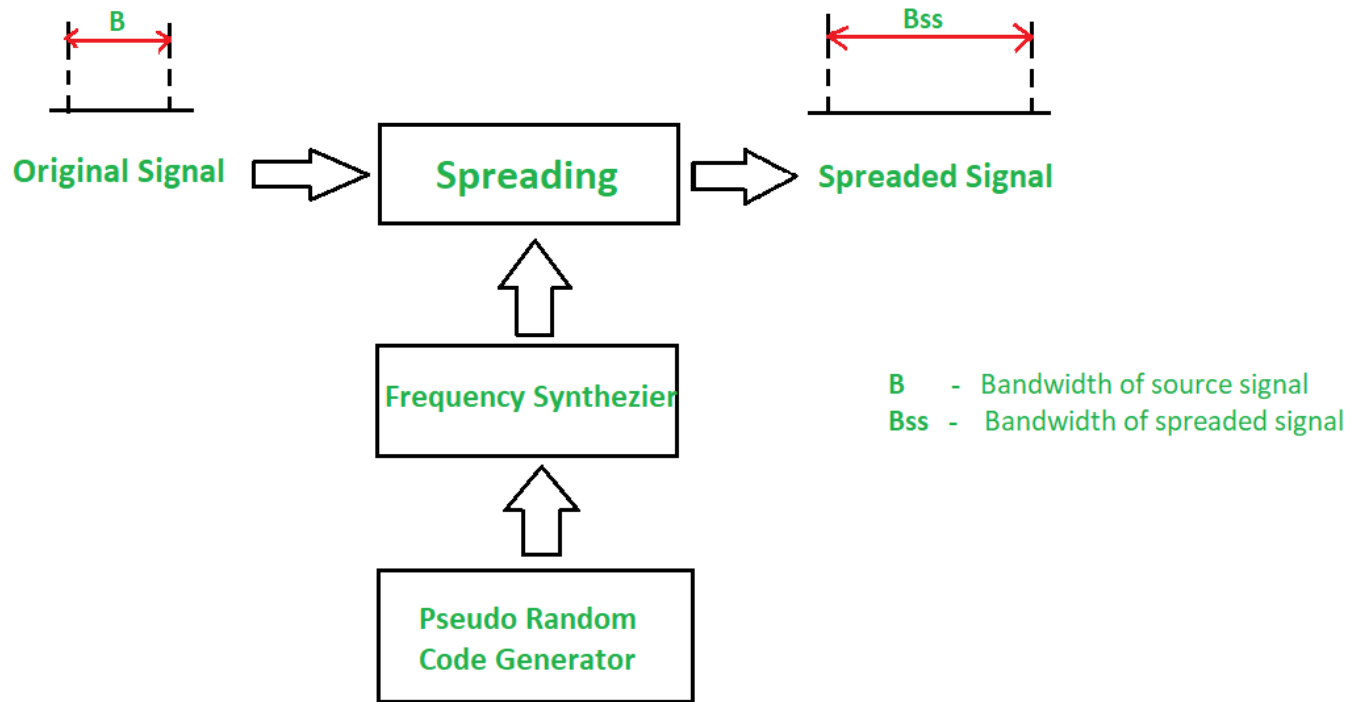 B
Bss
Original Signal
Spreading
Spreaded Signal
Frequency Synthezier
B - Bandwidth of source signal
Bss - Bandwidth of spreaded signal
Pseudo Random
Code Generator